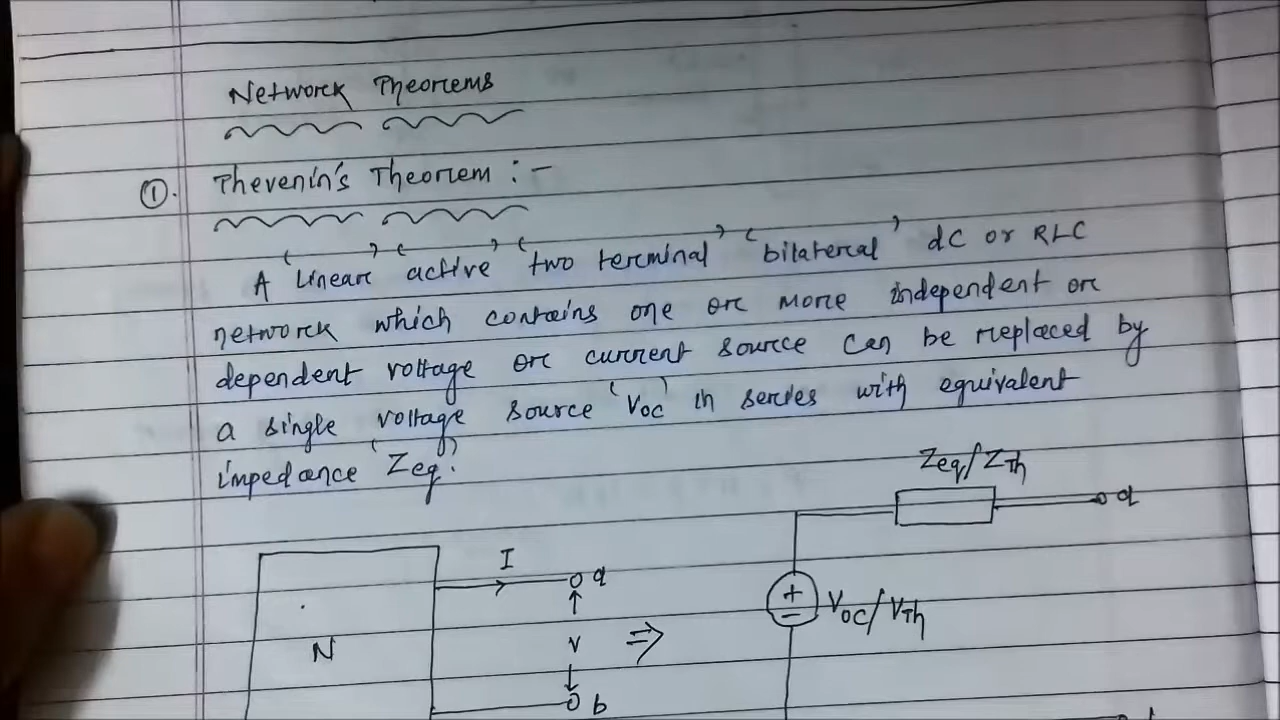 Network Theorems
①. Thevenin's Theorem :-
A 'linear' 'active' 'two terminal' 'bilateral' dC or RLC
network which contains one or more independent or
dependent voltage or current source can be replaced by
a single voltage source 'Voc' in series with equivalent
impedance 'Zeq'.
Zeq/ZTh
a
I
a
+
-
Voc/VTh
N
V
⇒
b